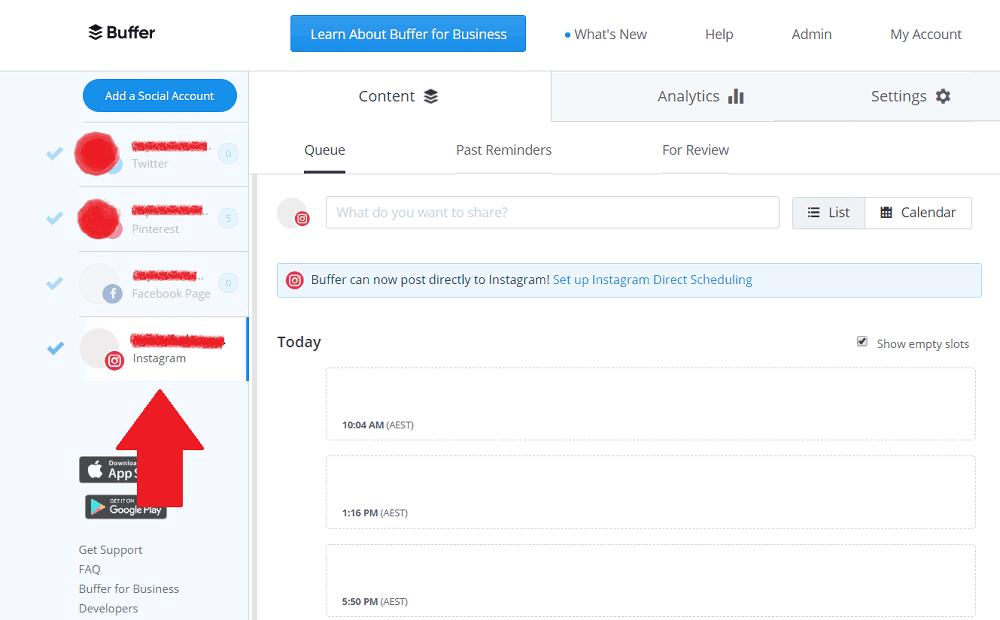 Buffer
Learn About Buffer for Business
What's New
Help
Admin
My Account
Add a Social Account
Content
Analytics
Settings
Twitter
0
Pinterest
5
Facebook Page
0
Instagram
Queue
Past Reminders
For Review
What do you want to share?
List
Calendar
Buffer can now post directly to Instagram! Set up Instagram Direct Scheduling
Today
Show empty slots
10:04 AM (AEST)
1:16 PM (AEST)
5:50 PM (AEST)
App
GET IT ON
Google Play
Get Support
FAQ
Buffer for Business
Developers